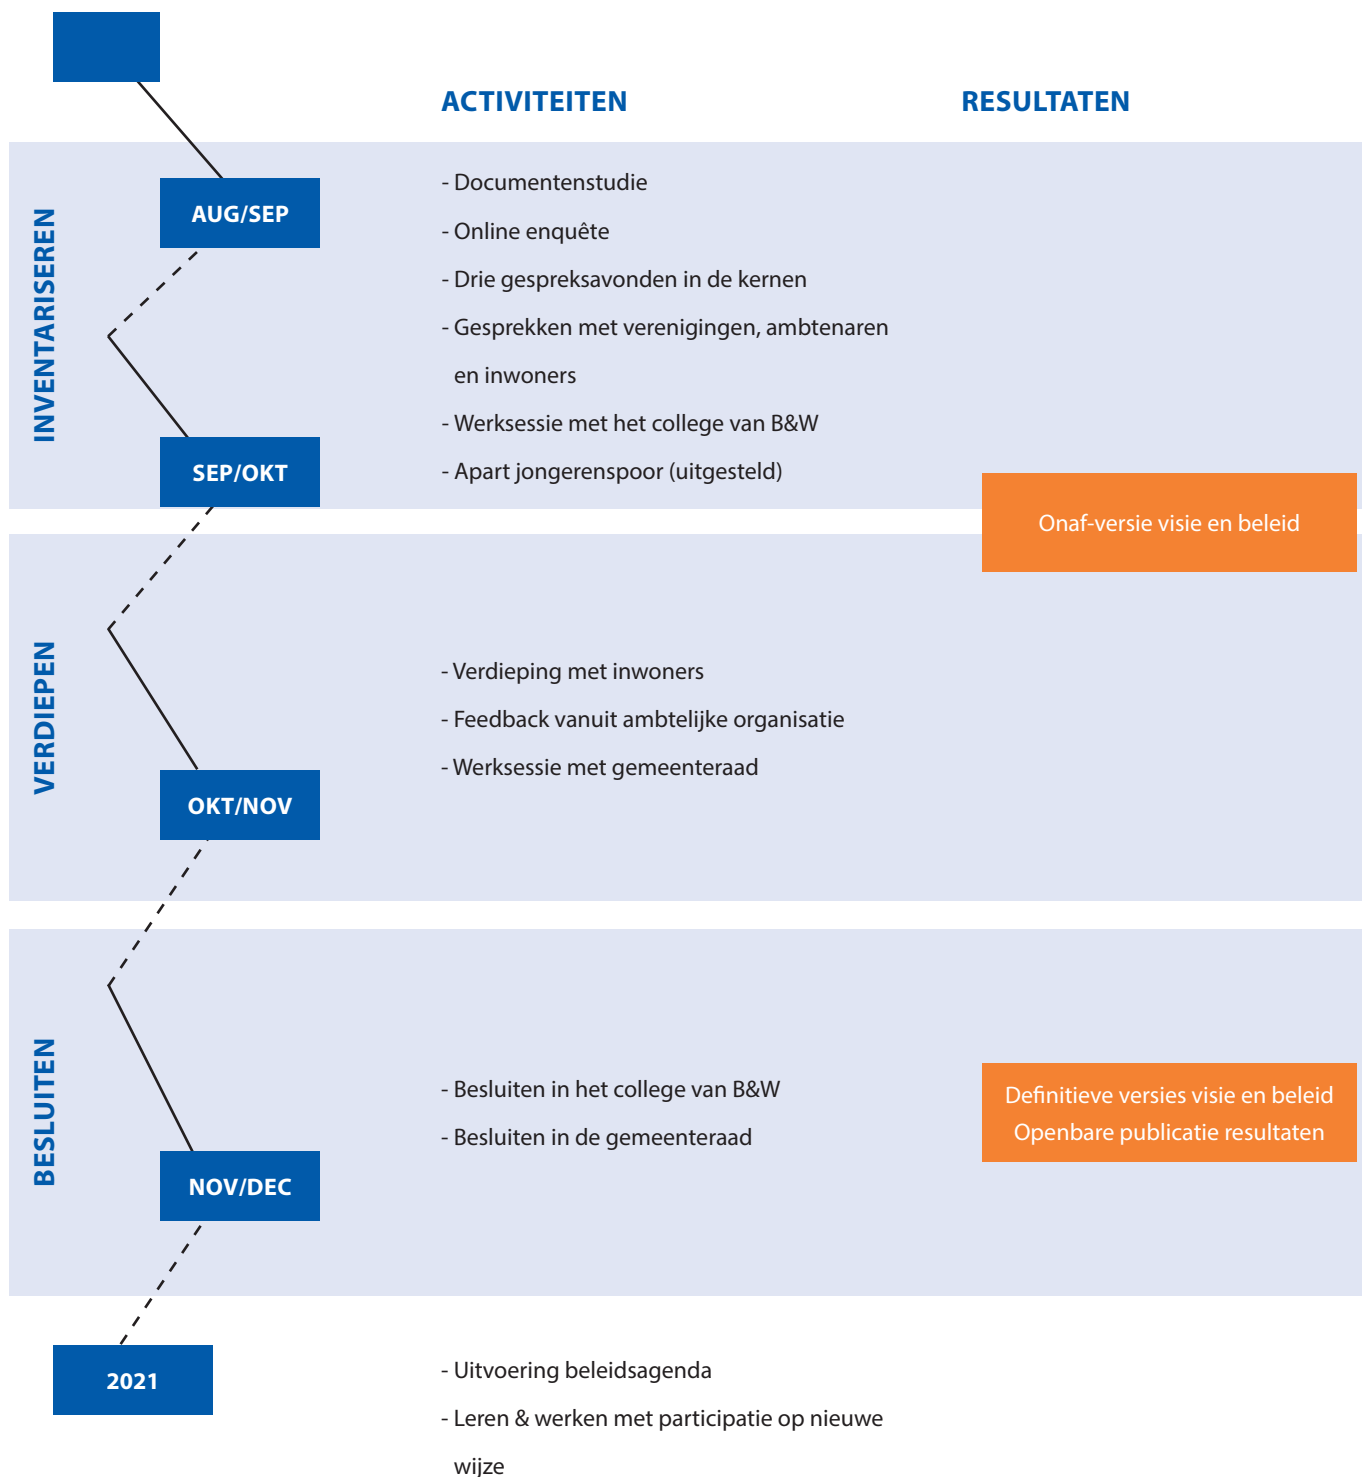 ACTIVITEITEN
RESULTATEN
INVENTARISEREN
AUG/SEP
SEP/OKT
- Documentenstudie
- Online enquête
- Drie gespreksavonden in de kernen
- Gesprekken met verenigingen, ambtenaren
en inwoners
- Werksessie met het college van B&W
- Apart jongerenspoor (uitgesteld)
Onaf-versie visie en beleid
VERDIEPEN
OKT/NOV
- Verdieping met inwoners
- Feedback vanuit ambtelijke organisatie
- Werksessie met gemeenteraad
BESLUITEN
NOV/DEC
- Besluiten in het college van B&W
- Besluiten in de gemeenteraad
Definitieve versies visie en beleid
Openbare publicatie resultaten
2021
- Uitvoering beleidsagenda
- Leren & werken met participatie op nieuwe
wijze